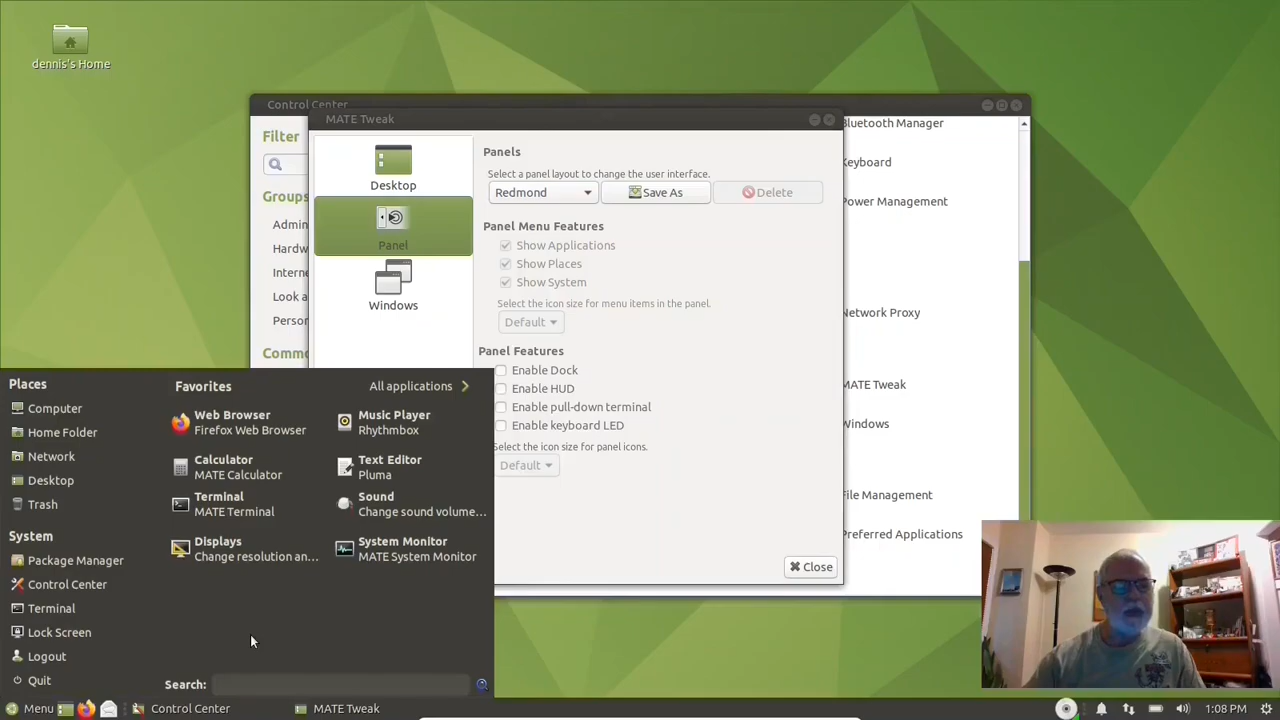 dennis's Home
Control Center
Filter
Groups
Admin
Hardw
Interne
Look a
Person
Commo
MATE Tweak
Desktop
Panel
Windows
Panels
Select a panel layout to change the user interface.
Redmond
Save As
Delete
Panel Menu Features
Show Applications
Show Places
Show System
Select the icon size for menu items in the panel.
Default
Panel Features
Enable Dock
Enable HUD
Enable pull-down terminal
Enable keyboard LED
Select the icon size for panel icons.
Default
Close
Bluetooth Manager
Keyboard
Power Management
Network Proxy
MATE Tweak
Windows
File Management
Preferred Applications
Places
Computer
Home Folder
Network
Desktop
Trash
System
Package Manager
Control Center
Terminal
Lock Screen
Logout
Quit
Favorites
All applications
Web Browser
Firefox Web Browser
Music Player
Rhythmbox
Calculator
MATE Calculator
Text Editor
Pluma
Terminal
MATE Terminal
Sound
Change sound volume...
Displays
Change resolution an...
System Monitor
MATE System Monitor
Search:
Menu
Control Center
MATE Tweak
1:08 PM